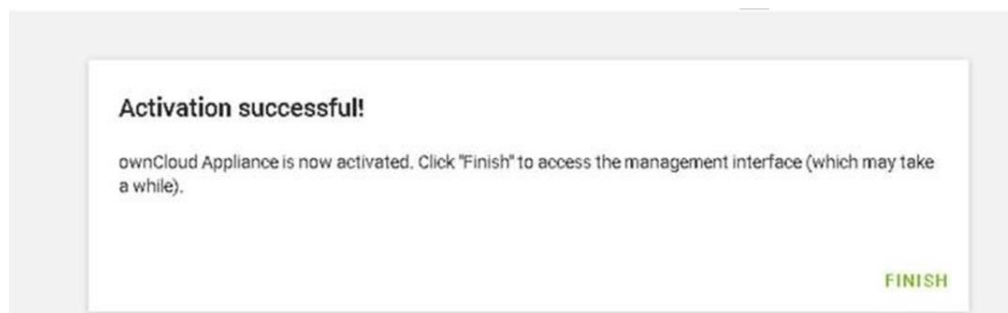 Activation successful!
ownCloud Appliance is now activated. Click "Finish" to access the management interface (which may take
a while).
FINISH